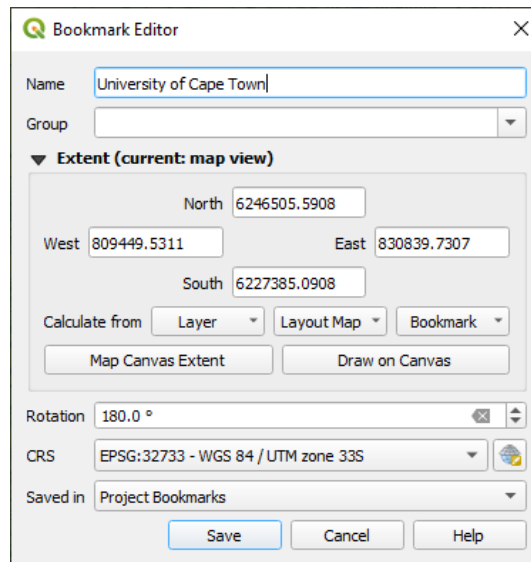 Bookmark Editor
Name University of Cape Town
Group
Extent (current: map view)
North 6246505.5908
West 809449.5311 East 830839.7307
South 6227385.0908
Calculate from Layer Layout Map Bookmark
Map Canvas Extent Draw on Canvas
Rotation 180.0 °
CRS EPSG:32733 - WGS 84 / UTM zone 33S
Saved in Project Bookmarks
Save Cancel Help